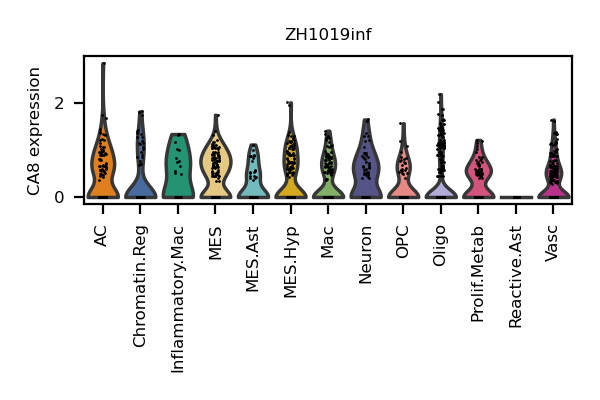 ZH1019inf
CA8 expression
2
0
AC
Chromatin.Reg
Inflammatory.Mac
MES
MES.Ast
MES.Hyp
Mac
Neuron
OPC
Oligo
Prolif.Metab
Reactive.Ast
Vasc